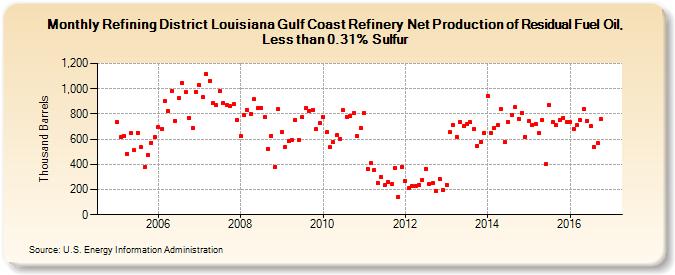 Monthly Refining District Louisiana Gulf Coast Refinery Net Production of Residual Fuel Oil,
Less than 0.31% Sulfur
Thousand Barrels
1,200
1,000
800
600
400
200
0
2006 2008 2010 2012 2014 2016
Source: U.S. Energy Information Administration